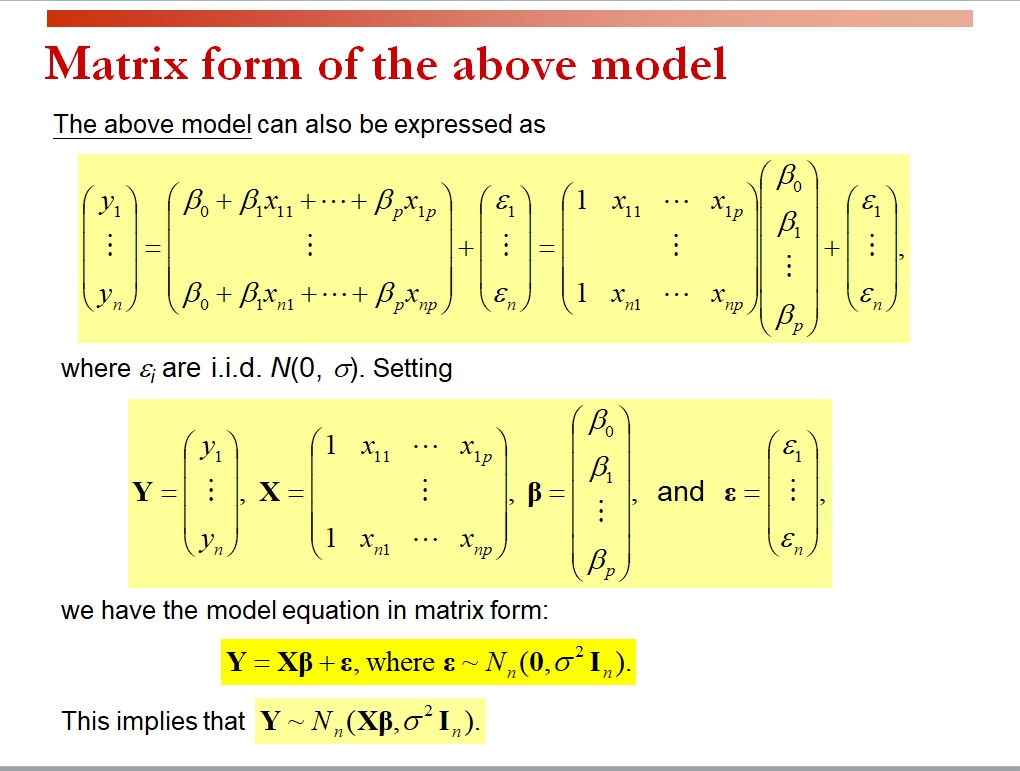 Matrix form of the above model
The above model can also be expressed as
$$\begin{pmatrix} y_1 \\ \vdots \\ y_n \end{pmatrix} = \begin{pmatrix} \beta_0 + \beta_1 x_{11} + \cdots + \beta_p x_{1p} \\ \vdots \\ \beta_0 + \beta_1 x_{n1} + \cdots + \beta_p x_{np} \end{pmatrix} + \begin{pmatrix} \varepsilon_1 \\ \vdots \\ \varepsilon_n \end{pmatrix} = \begin{pmatrix} 1 & x_{11} & \cdots & x_{1p} \\ & & \vdots & \\ 1 & x_{n1} & \cdots & x_{np} \end{pmatrix} \begin{pmatrix} \beta_0 \\ \beta_1 \\ \vdots \\ \beta_p \end{pmatrix} + \begin{pmatrix} \varepsilon_1 \\ \vdots \\ \varepsilon_n \end{pmatrix},$$
where $\varepsilon_i$ are i.i.d. $N(0, \sigma)$. Setting
$$\mathbf{Y} = \begin{pmatrix} y_1 \\ \vdots \\ y_n \end{pmatrix}, \mathbf{X} = \begin{pmatrix} 1 & x_{11} & \cdots & x_{1p} \\ & & \vdots & \\ 1 & x_{n1} & \cdots & x_{np} \end{pmatrix}, \boldsymbol{\beta} = \begin{pmatrix} \beta_0 \\ \beta_1 \\ \vdots \\ \beta_p \end{pmatrix}, \text{ and } \boldsymbol{\varepsilon} = \begin{pmatrix} \varepsilon_1 \\ \vdots \\ \varepsilon_n \end{pmatrix},$$
we have the model equation in matrix form:
$\mathbf{Y} = \mathbf{X}\boldsymbol{\beta} + \boldsymbol{\varepsilon}$, where $\boldsymbol{\varepsilon} \sim N_n(\mathbf{0}, \sigma^2 \mathbf{I}_n)$.
This implies that $\mathbf{Y} \sim N_n(\mathbf{X}\boldsymbol{\beta}, \sigma^2 \mathbf{I}_n)$.